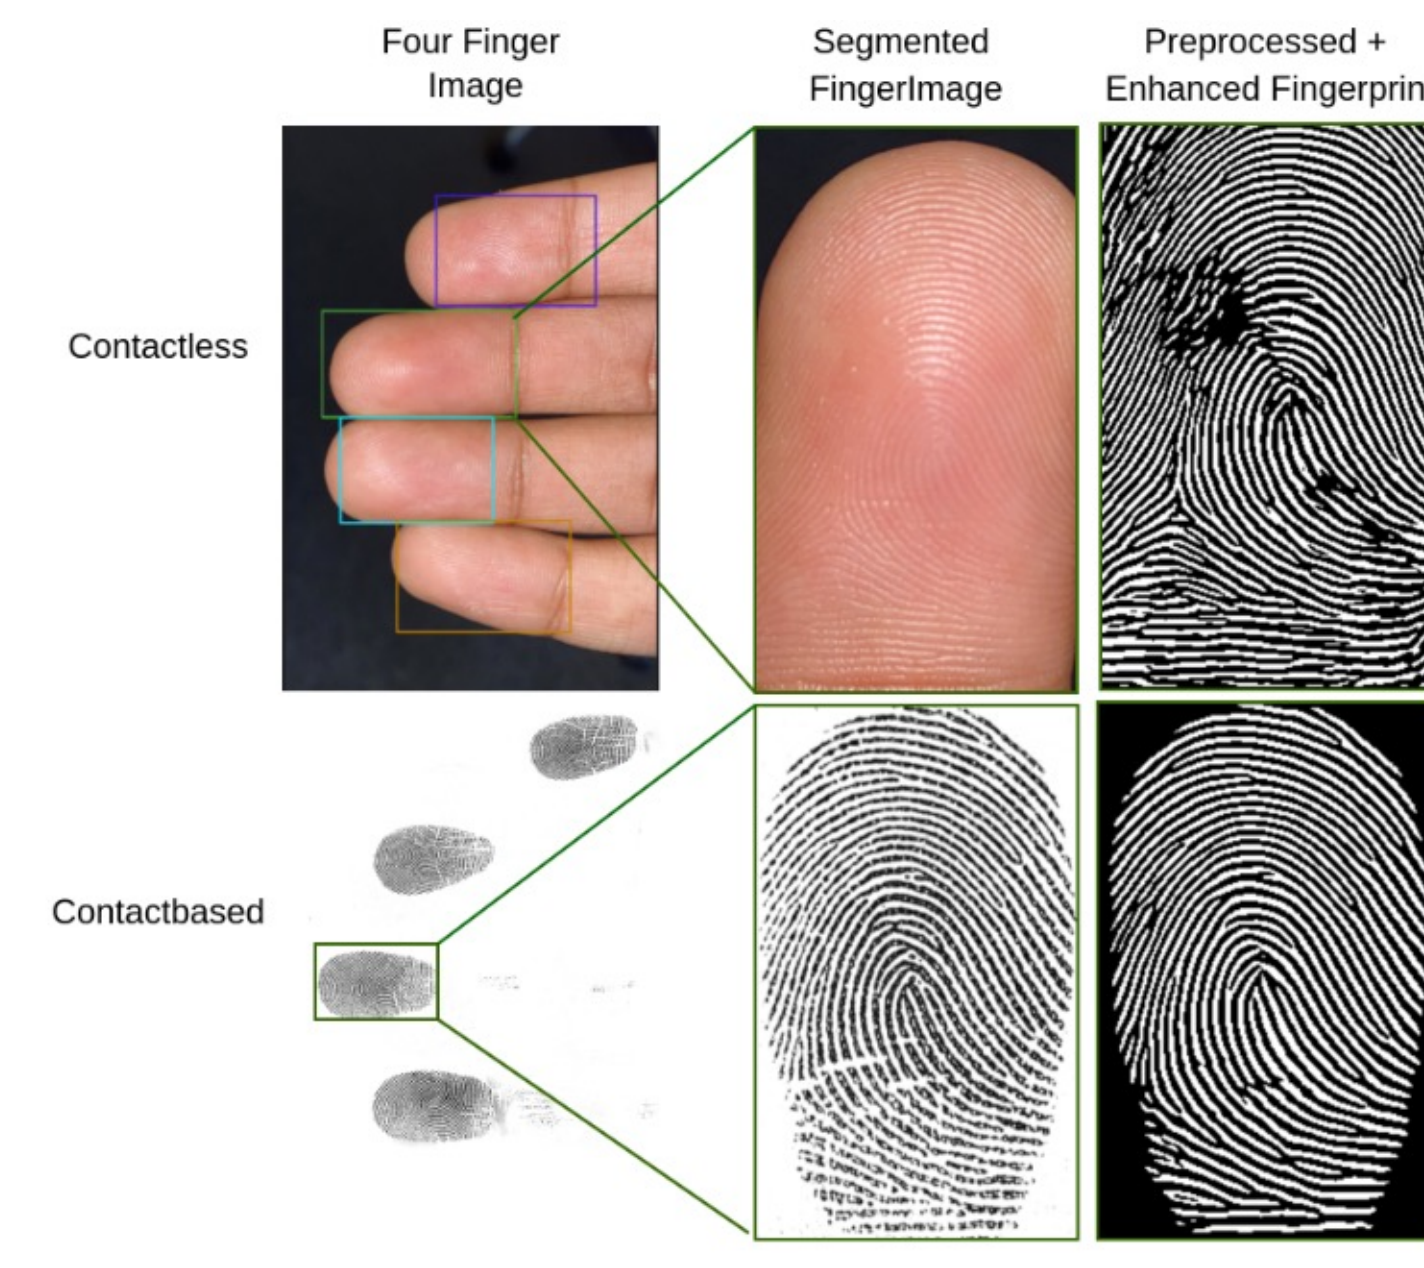 Four Finger
Image
Segmented
FingerImage
Preprocessed +
Enhanced Fingerprin
Contactless
Contactbased